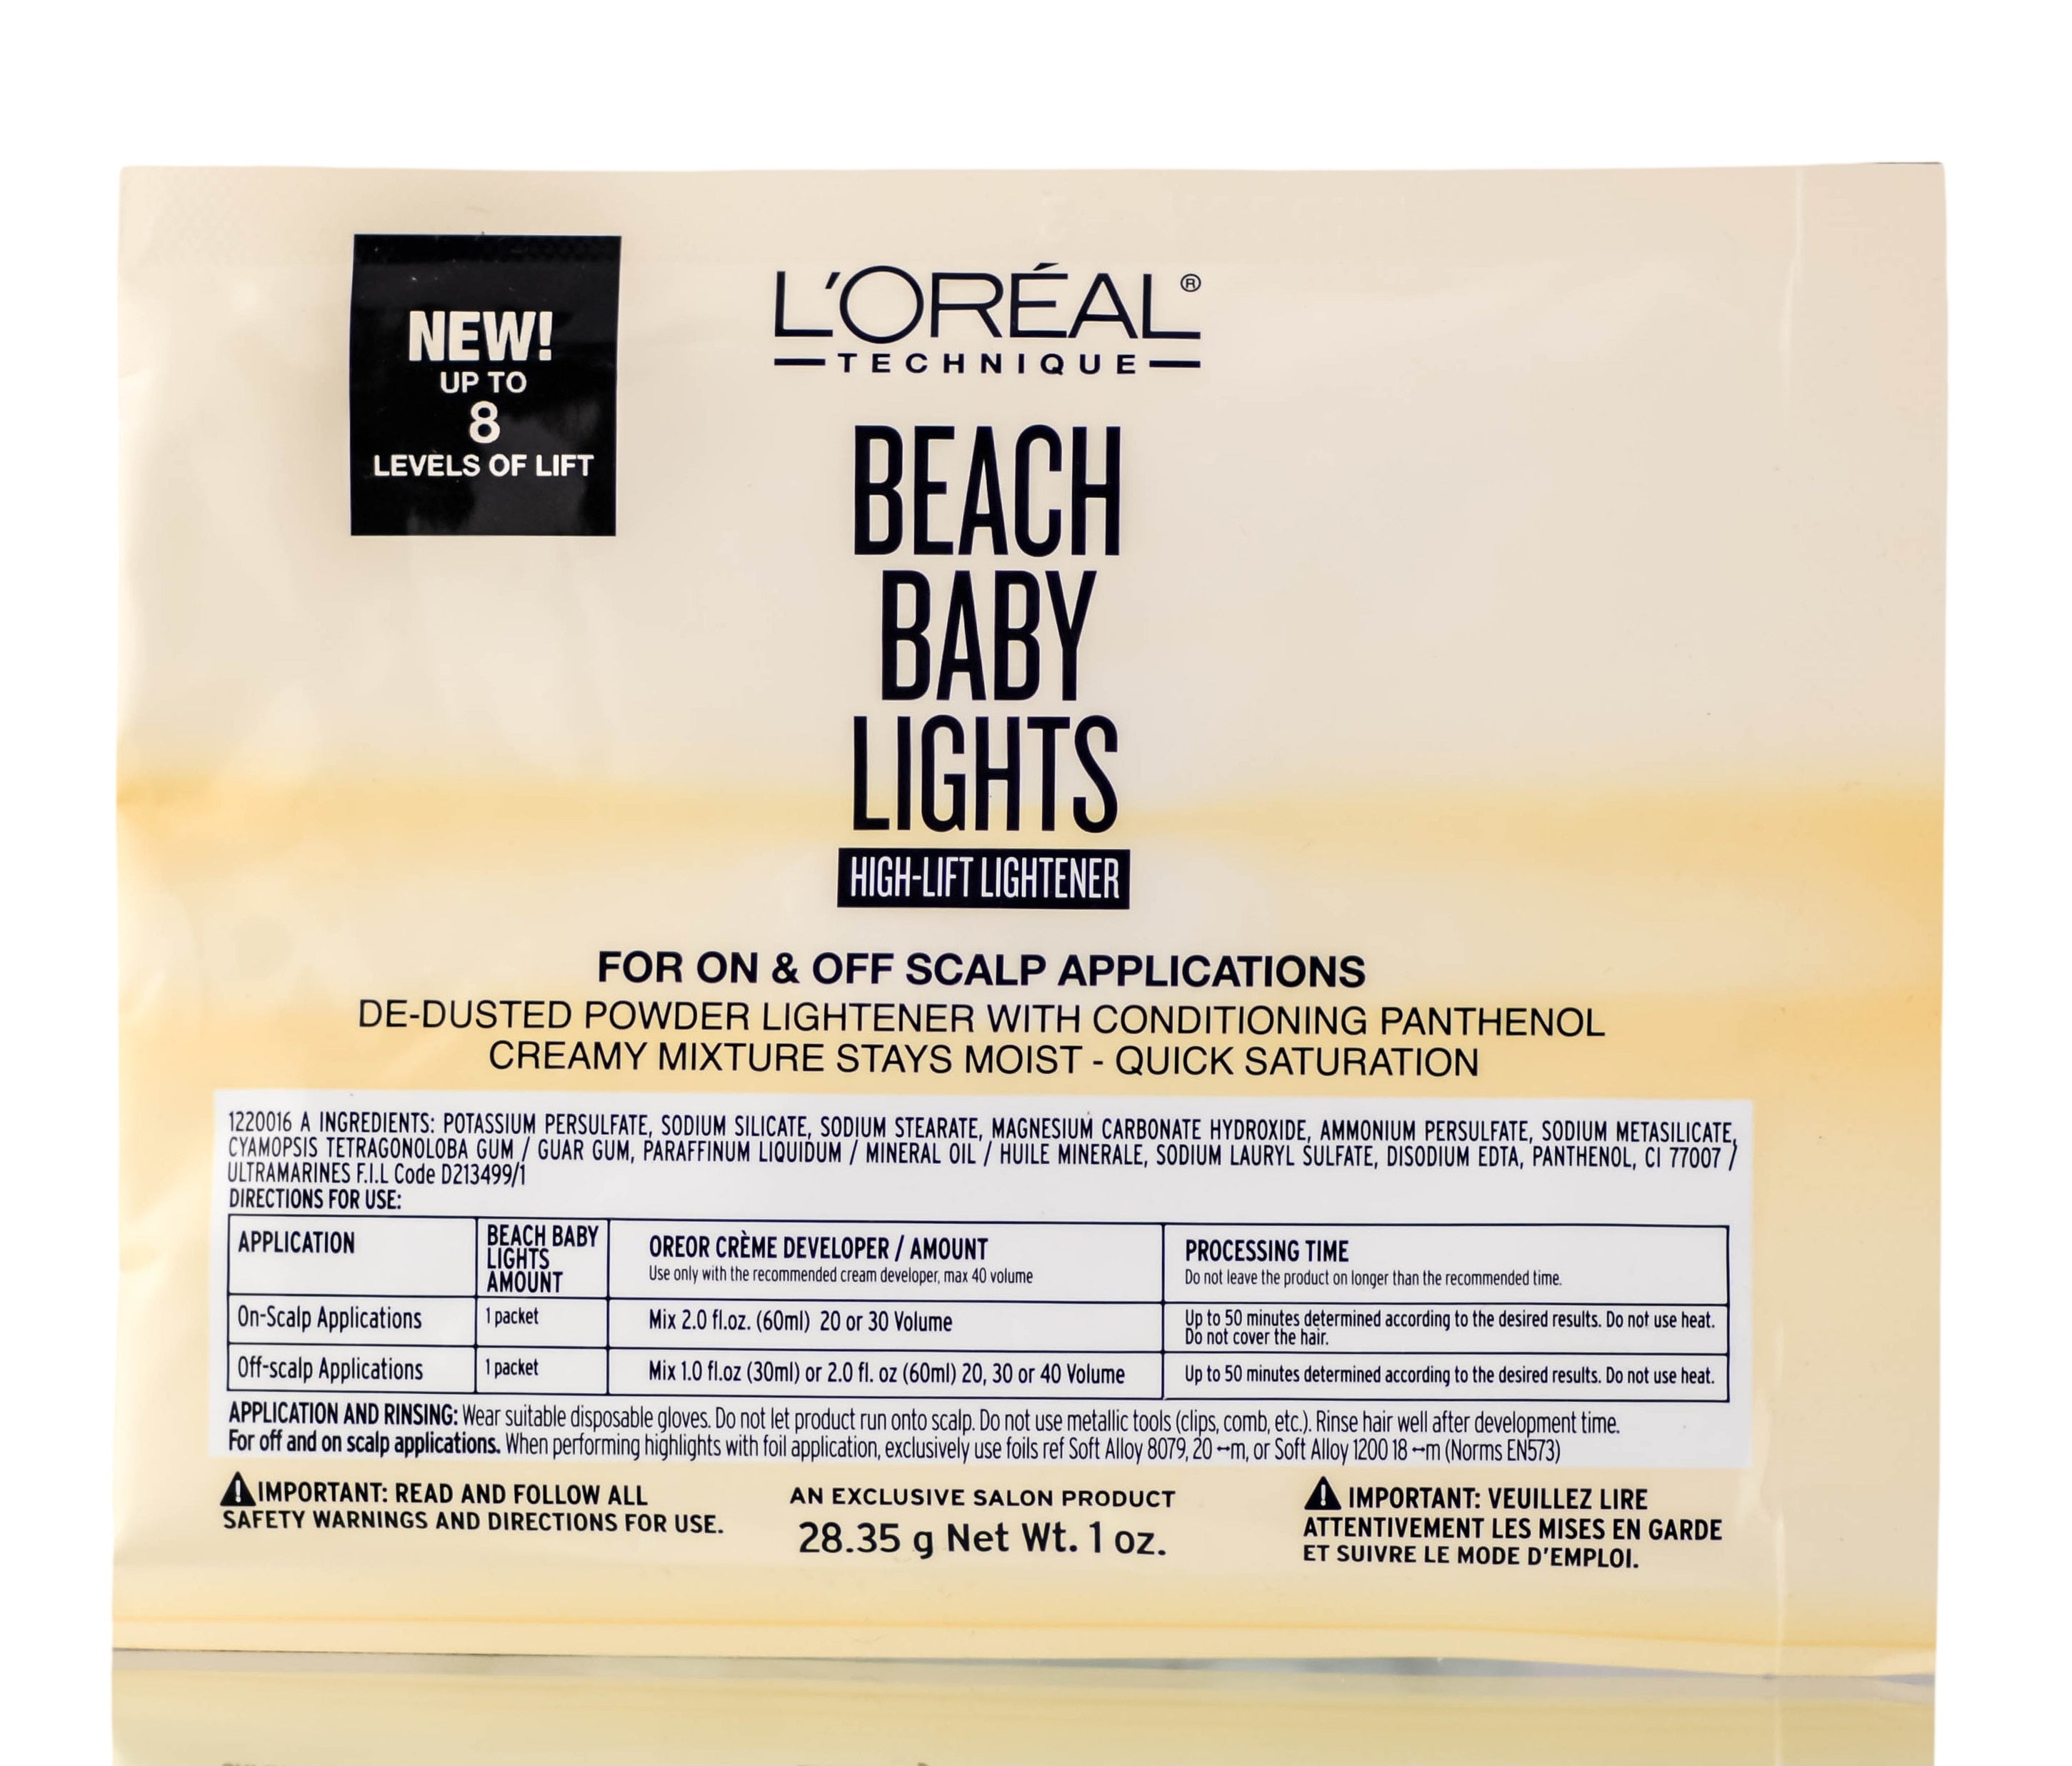 NEW!
UP TO
8
LEVELS OF LIFT
L'ORÉAL®
TECHNIQUE
BEACH
BABY
LIGHTS
HIGH-LIFT LIGHTENER
FOR ON & OFF SCALP APPLICATIONS
DE-DUSTED POWDER LIGHTENER WITH CONDITIONING PANTHENOL
CREAMY MIXTURE STAYS MOIST - QUICK SATURATION
1220016 A INGREDIENTS: POTASSIUM PERSULFATE, SODIUM SILICATE, SODIUM STEARATE, MAGNESIUM CARBONATE HYDROXIDE, AMMONIUM PERSULFATE, SODIUM METASILICATE,
CYAMOPSIS TETRAGONOLOBA GUM / GUAR GUM, PARAFFINUM LIQUIDUM / MINERAL OIL / HUILE MINERALE, SODIUM LAURYL SULFATE, DISODIUM EDTA, PANTHENOL, CI 77007 /
ULTRAMARINES F.I.L Code D213499/1
DIRECTIONS FOR USE:
APPLICATION
BEACH BABY
LIGHTS
AMOUNT
OREOR CRÈME DEVELOPER / AMOUNT
Use only with the recommended cream developer, max 40 volume
PROCESSING TIME
Do not leave the product on longer than the recommended time.
On-Scalp Applications
1 packet
Mix 2.0 fl.oz. (60ml) 20 or 30 Volume
Up to 50 minutes determined according to the desired results. Do not use heat.
Do not cover the hair.
Off-scalp Applications
1 packet
Mix 1.0 fl.oz (30ml) or 2.0 fl. oz (60ml) 20, 30 or 40 Volume
Up to 50 minutes determined according to the desired results. Do not use heat.
APPLICATION AND RINSING: Wear suitable disposable gloves. Do not let product run onto scalp. Do not use metallic tools (clips, comb, etc.). Rinse hair well after development time.
For off and on scalp applications. When performing highlights with foil application, exclusively use foils ref Soft Alloy 8079, 20 ↔m, or Soft Alloy 1200 18 ↔m (Norms EN573)
IMPORTANT: READ AND FOLLOW ALL
SAFETY WARNINGS AND DIRECTIONS FOR USE.
AN EXCLUSIVE SALON PRODUCT
28.35 g Net Wt. 1 oz.
IMPORTANT: VEUILLEZ LIRE
ATTENTIVEMENT LES MISES EN GARDE
ET SUIVRE LE MODE D'EMPLOI.